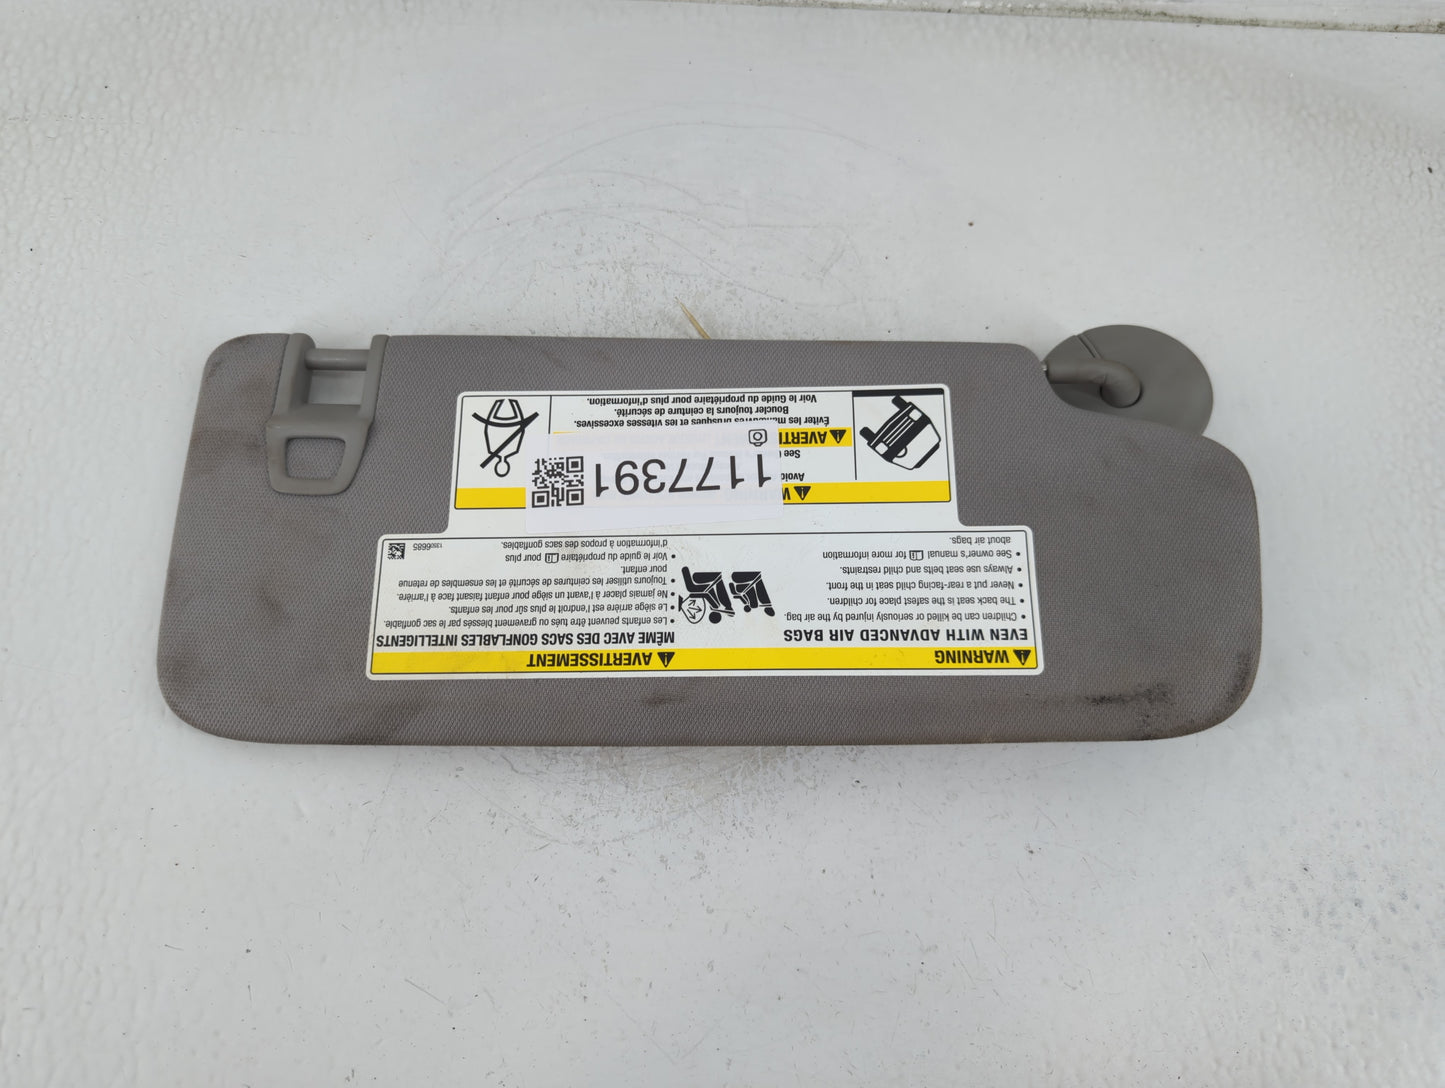 WARNING
EVEN WITH ADVANCED AIR BAGS
• Children can be killed or seriously injured by the air bag.
• The back seat is the safest place for children.
• Never put a rear-facing child seat in the front.
• Always use seat belts and child restraints.
• See owner's manual for more information
about air bags.
AVERTISSEMENT
MÊME AVEC DES SACS GONFLABLES INTELLIGENTS
• Les enfants peuvent être tués ou gravement blessés par le sac gonflable.
• Le siège arrière est l'endroit le plus sûr pour les enfants.
• Ne jamais placer à l'avant un siège pour enfant faisant face à l'arrière.
• Toujours utiliser les ceintures de sécurité et les ensembles de retenue
pour enfant.
• Voir le guide du propriétaire pour plus
d'information à propos des sacs gonflables.
13506685
Avoid
See
AVERTI
Éviter les manœuvres brusques et les vitesses excessives.
Boucler toujours la ceinture de sécurité.
Voir le Guide du propriétaire pour plus d'information.
1177391